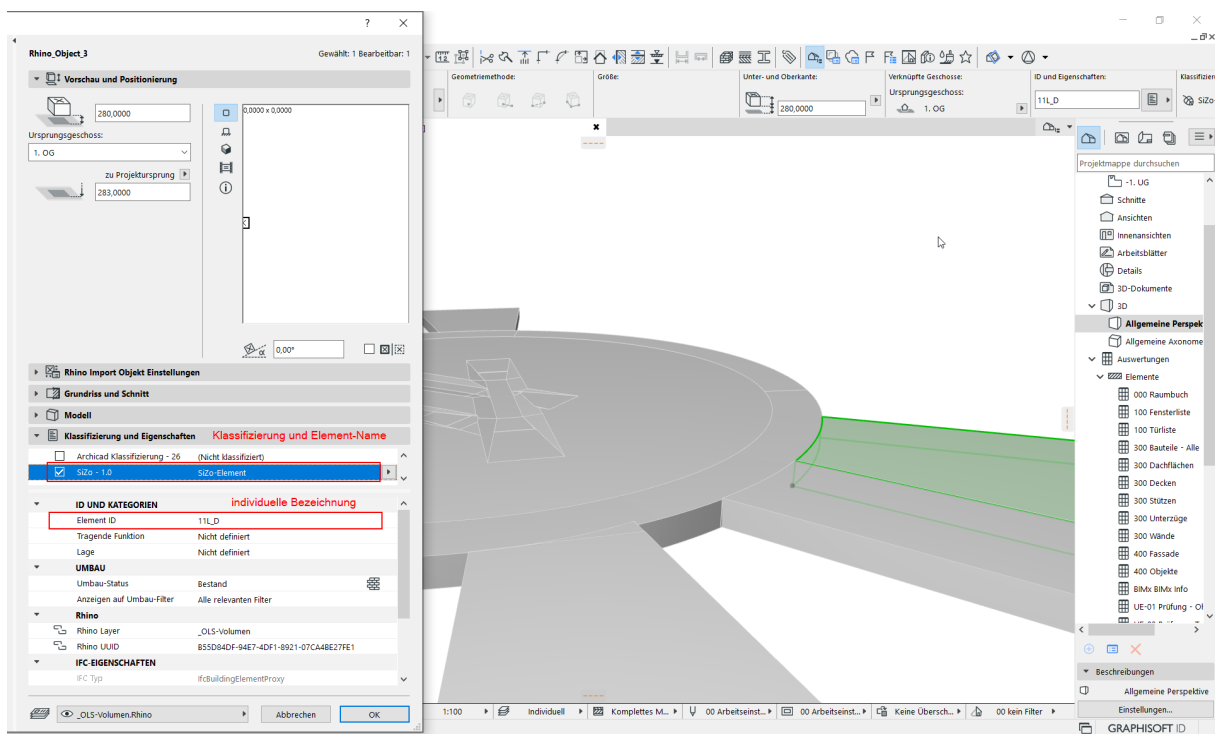 Rhino_Object_3
Gewählt: 1 Bearbeitbar: 1
Vorschau und Positionierung
280,0000
0,0000 x 0,0000
Ursprungsgeschoss:
1. OG
zu Projektursprung
283,0000
α
0,00°
Rhino Import Objekt Einstellungen
Grundriss und Schnitt
Modell
Klassifizierung und Eigenschaften
Klassifizierung und Element-Name
Archicad Klassifizierung - 26
(Nicht klassifiziert)
SiZo - 1.0
SiZo-Element
ID UND KATEGORIEN
individuelle Bezeichnung
Element ID
11L_D
Tragende Funktion
Nicht definiert
Lage
Nicht definiert
UMBAU
Umbau-Status
Bestand
Anzeigen auf Umbau-Filter
Alle relevanten Filter
Rhino
Rhino Layer
_OLS-Volumen
Rhino UUID
B55D84DF-94E7-4DF1-8921-07CA4BE27FE1
IFC-EIGENSCHAFTEN
IFC Typ
IfcBuildingElementProxy
_OLS-Volumen.Rhino
Abbrechen
OK
Geometriemethode:
Größe:
Unter- und Oberkante:
280,0000
Verknüpfte Geschosse:
Ursprungsgeschoss:
1. OG
ID und Eigenschaften:
11L_D
Klassifizier
SiZo
Projektmappe durchsuchen
-1. UG
Schnitte
Ansichten
Innenansichten
Arbeitsblätter
Details
3D-Dokumente
3D
Allgemeine Perspek
Allgemeine Axonome
Auswertungen
Elemente
000 Raumbuch
100 Fensterliste
100 Türliste
300 Bauteile - Alle
300 Dachflächen
300 Decken
300 Stützen
300 Unterzüge
300 Wände
400 Fassade
400 Objekte
BIMx BIMx Info
UE-01 Prüfung - Ol
Beschreibungen
Allgemeine Perspektive
Einstellungen...
1:100
Individuell
Komplettes M...
00 Arbeitseinst...
00 Arbeitseinst...
Keine Übersch...
00 kein Filter
GRAPHISOFT ID